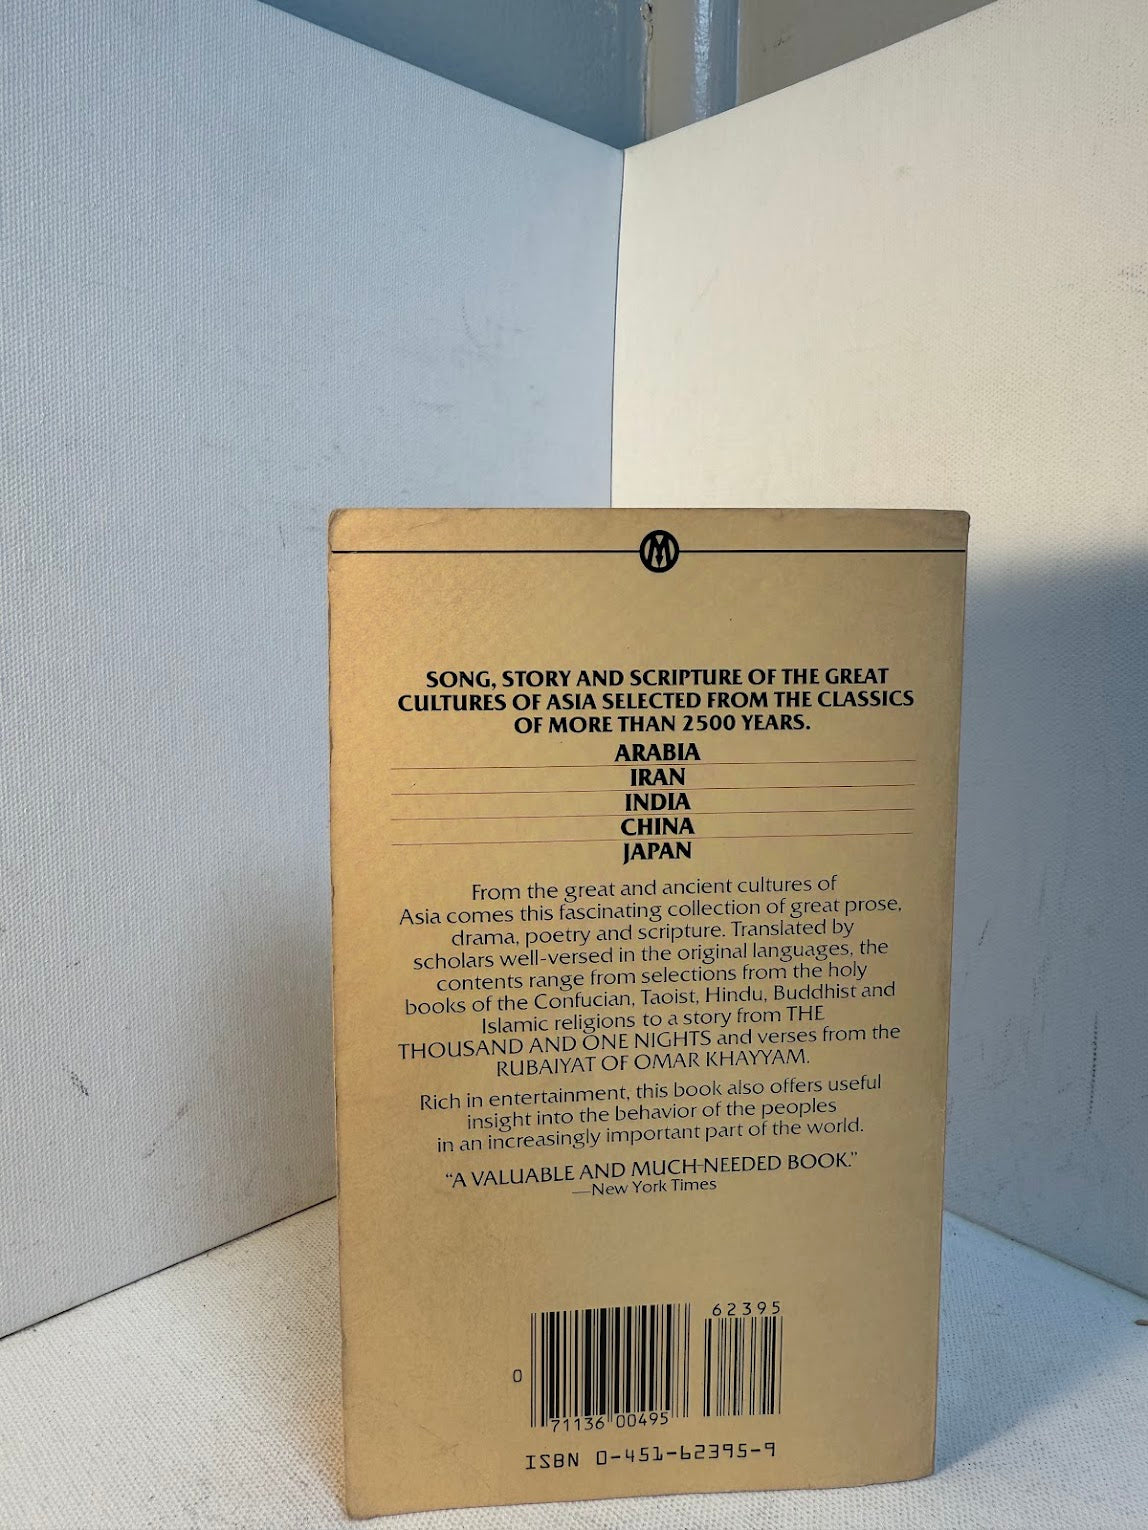 M
SONG, STORY AND SCRIPTURE OF THE GREAT
CULTURES OF ASIA SELECTED FROM THE CLASSICS
OF MORE THAN 2500 YEARS.
ARABIA
IRAN
INDIA
CHINA
JAPAN
From the great and ancient cultures of
Asia comes this fascinating collection of great prose,
drama, poetry and scripture. Translated by
scholars well-versed in the original languages, the
contents range from selections from the holy
books of the Confucian, Taoist, Hindu, Buddhist and
Islamic religions to a story from THE
THOUSAND AND ONE NIGHTS and verses from the
RUBAIYAT OF OMAR KHAYYAM.
Rich in entertainment, this book also offers useful
insight into the behavior of the peoples
in an increasingly important part of the world.
“A VALUABLE AND MUCH-NEEDED BOOK.”
—New York Times
62395
0
71136 00495
ISBN 0-451-62395-9